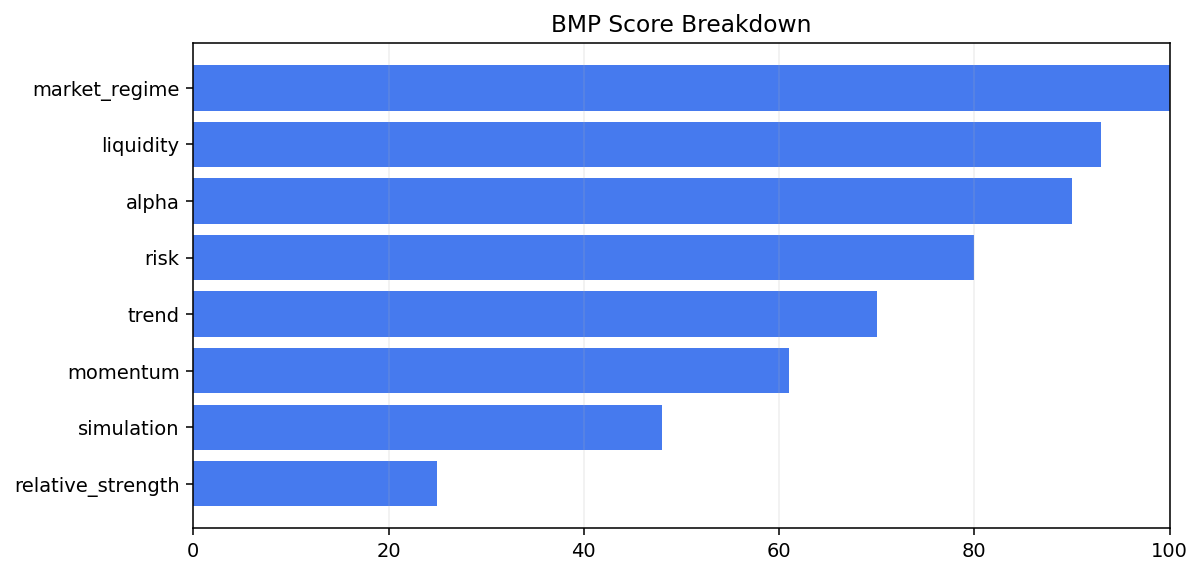 BMP Score Breakdown
market_regime
liquidity
alpha
risk
trend
momentum
simulation
relative_strength
0 20 40 60 80 100